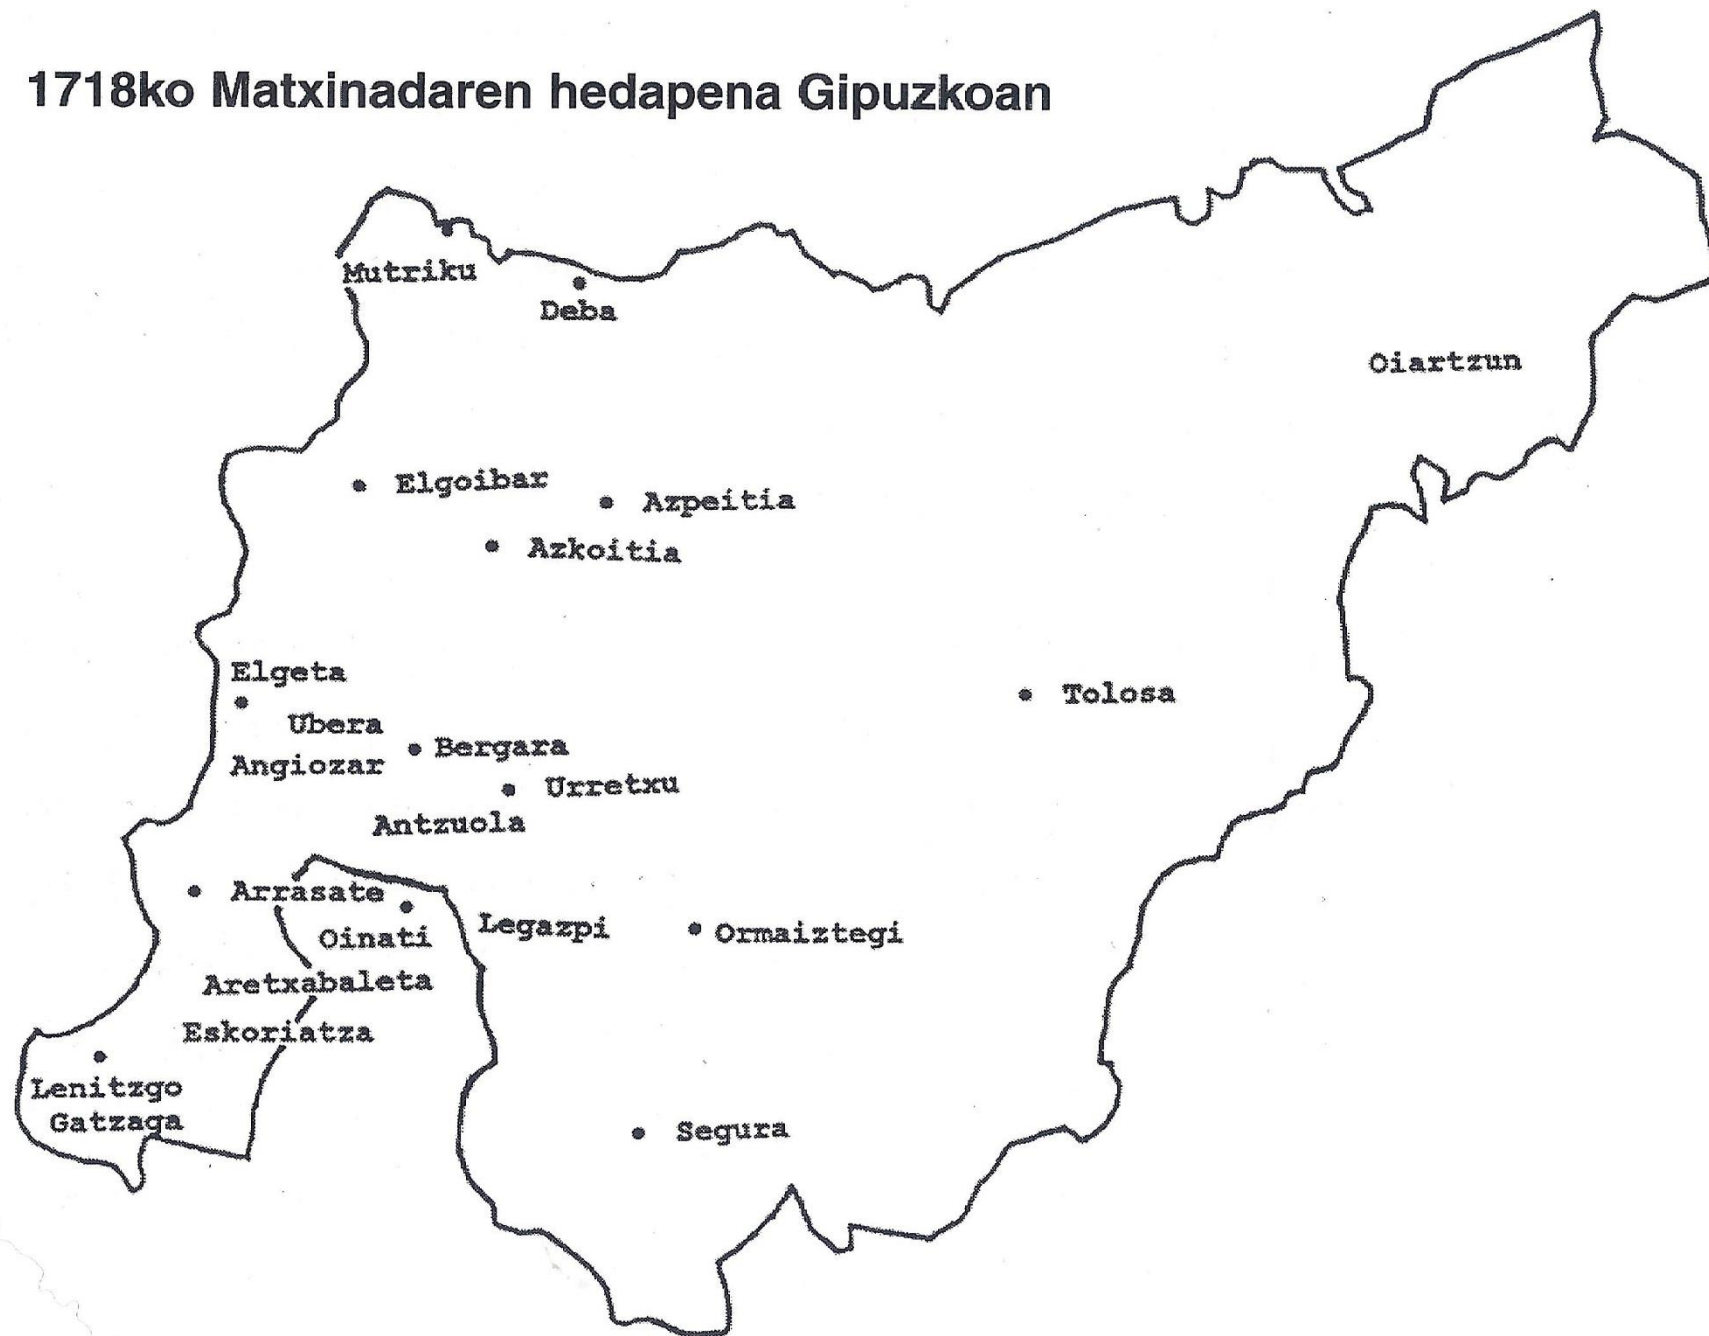 1718ko Matxinadaren hedapena Gipuzkoan
Mutriku
Deba
Oiartzun
Elgoibar
Azpeitia
Azkoitia
Elgeta
Tolosa
Ubera
Bergara
Angiozar
Urretxu
Antzuola
Arrasate
Legazpi
Ormaiztegi
Oinati
Aretxabaleta
Eskoriatza
Lenitzgo
Gatzaga
Segura